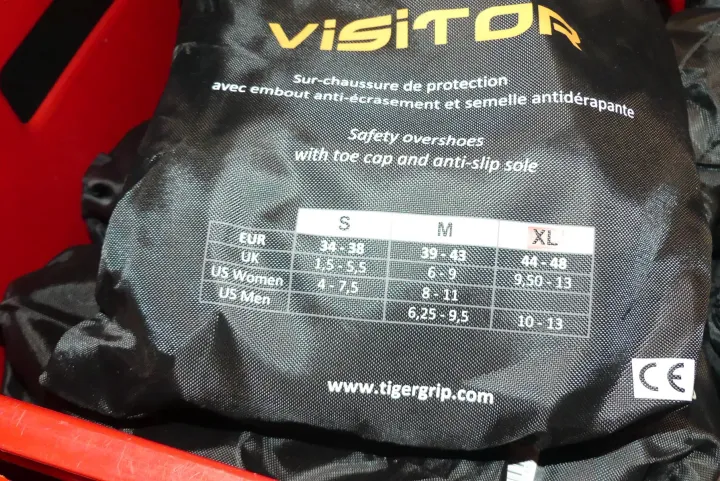 VISITOR
Sur-chaussure de protection
avec embout anti-écrasement et semelle antidérapante
Safety overshoes
with toe cap and anti-slip sole
S M XL
EUR 34 - 38 39 - 43 44 - 48
UK 1,5 - 5,5 6 - 9 9,50 - 13
US Women 4 - 7,5 8 - 11
US Men 6,25 - 9,5 10 - 13
www.tigergrip.com
CE